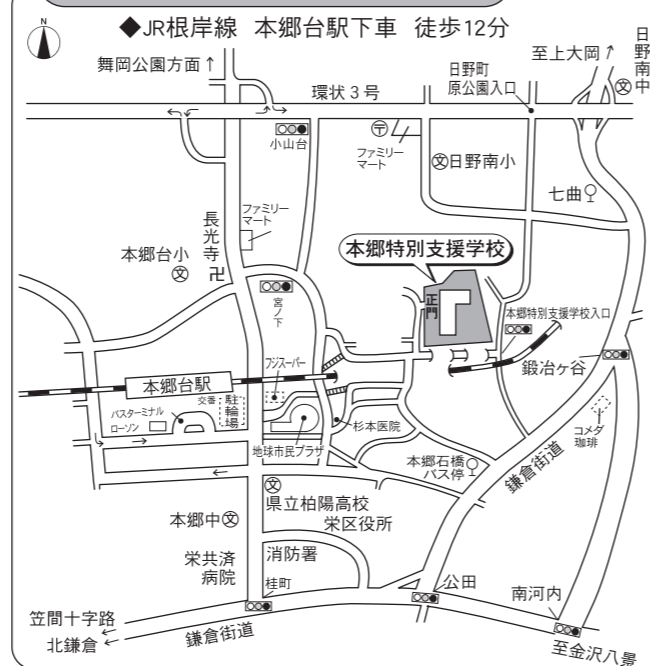 ◆JR根岸線 本郷台駅下車 徒歩12分
N
舞岡公園方面↑
環状3号
日野町
原公園入口
至上大岡↗
日野南中
文
小山台
〒
ファミリー
マート
文日野南小
七曲
ファミリー
マート
長光寺
卍
本郷台小
文
本郷特別支援学校
正門
宮ノ下
本郷特別支援学校入口
鍛冶ヶ谷
フジスーパー
本郷台駅
交番
駐輪場
バスターミナル
ローソン
地球市民プラザ
杉本医院
本郷石橋
バス停
鎌倉街道
コメダ
珈琲
文
県立柏陽高校
栄区役所
本郷中文
栄共済
病院
消防署
桂町
公田
南河内
笠間十字路
北鎌倉
鎌倉街道
至金沢八景